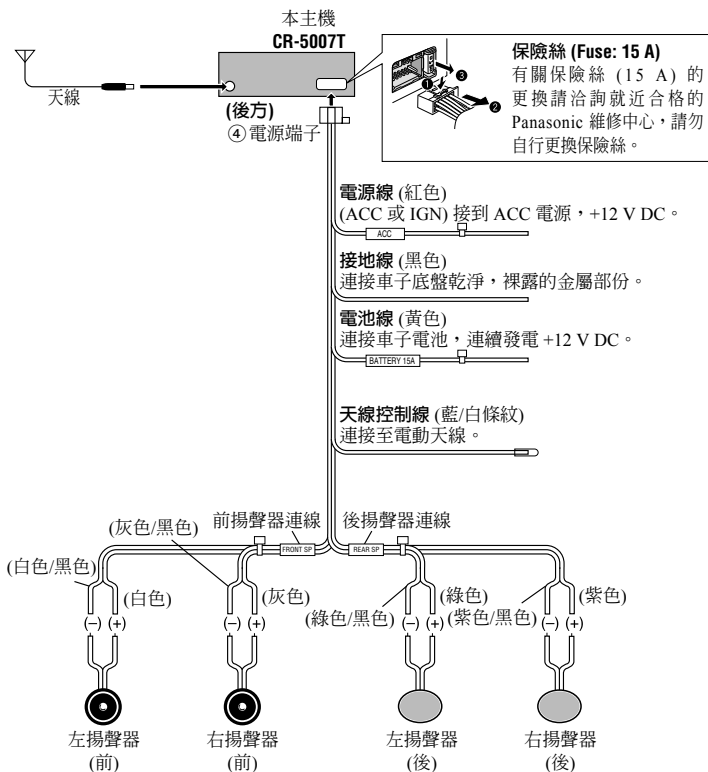 本主機
CR-5007T
天線
(後方)
④電源端子
❶
❷
❸
保險絲 (Fuse: 15 A)
有關保險絲 (15 A) 的
更換請洽詢就近合格的
Panasonic 維修中心，請勿
自行更換保險絲。
電源線 (紅色)
(ACC 或 IGN) 接到 ACC 電源，+12 V DC。
ACC
接地線 (黑色)
連接車子底盤乾淨，裸露的金屬部份。
電池線 (黃色)
連接車子電池，連續發電 +12 V DC。
BATTERY 15A
天線控制線 (藍/白條紋)
連接至電動天線。
(灰色/黑色)
前揚聲器連線
後揚聲器連線
FRONT SP
REAR SP
(白色/黑色)
(白色)
(灰色)
(綠色/黑色)
(綠色)
(紫色/黑色)
(紫色)
(−) (+)
(−) (+)
(−) (+)
(−) (+)
左揚聲器
(前)
右揚聲器
(前)
左揚聲器
(後)
右揚聲器
(後)